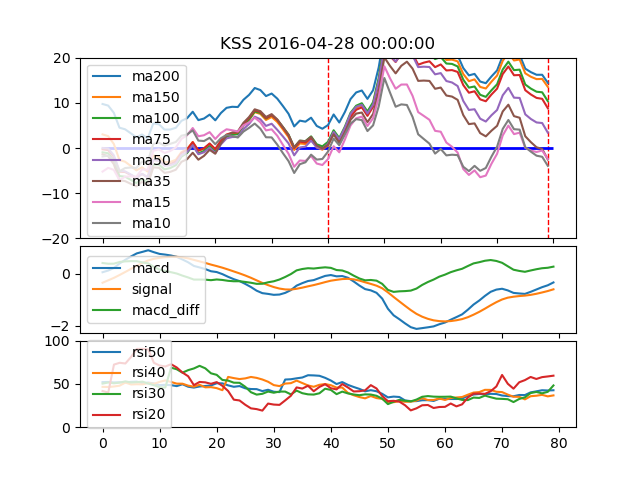 KSS 2016-04-28 00:00:00
20
10
0
−10
−20
ma200
ma150
ma100
ma75
ma50
ma35
ma15
ma10
0
−2
macd
signal
macd_diff
100
50
0
rsi50
rsi40
rsi30
rsi20
0 10 20 30 40 50 60 70 80